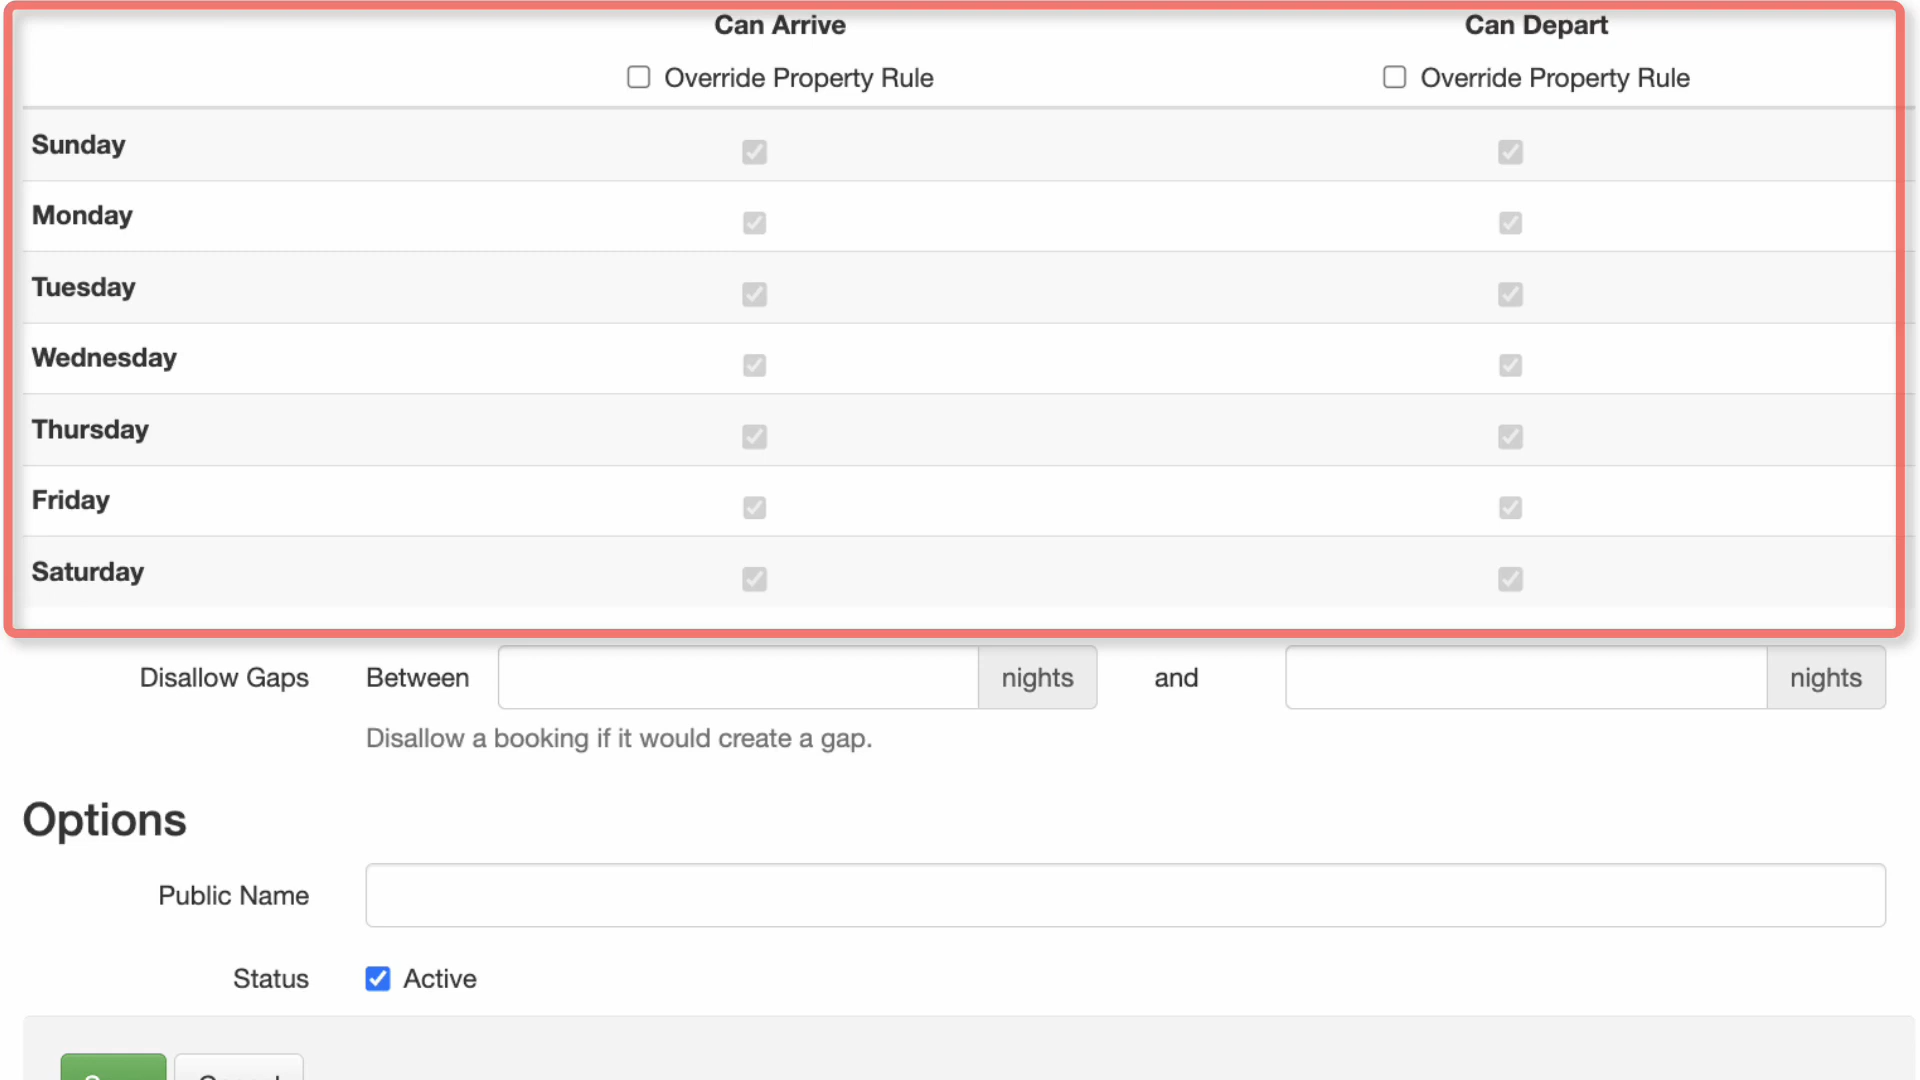 Can Arrive Can Depart
Override Property Rule Override Property Rule
Sunday
Monday
Tuesday
Wednesday
Thursday
Friday
Saturday
Disallow Gaps Between nights and nights
Disallow a booking if it would create a gap.
Options
Public Name
Status Active